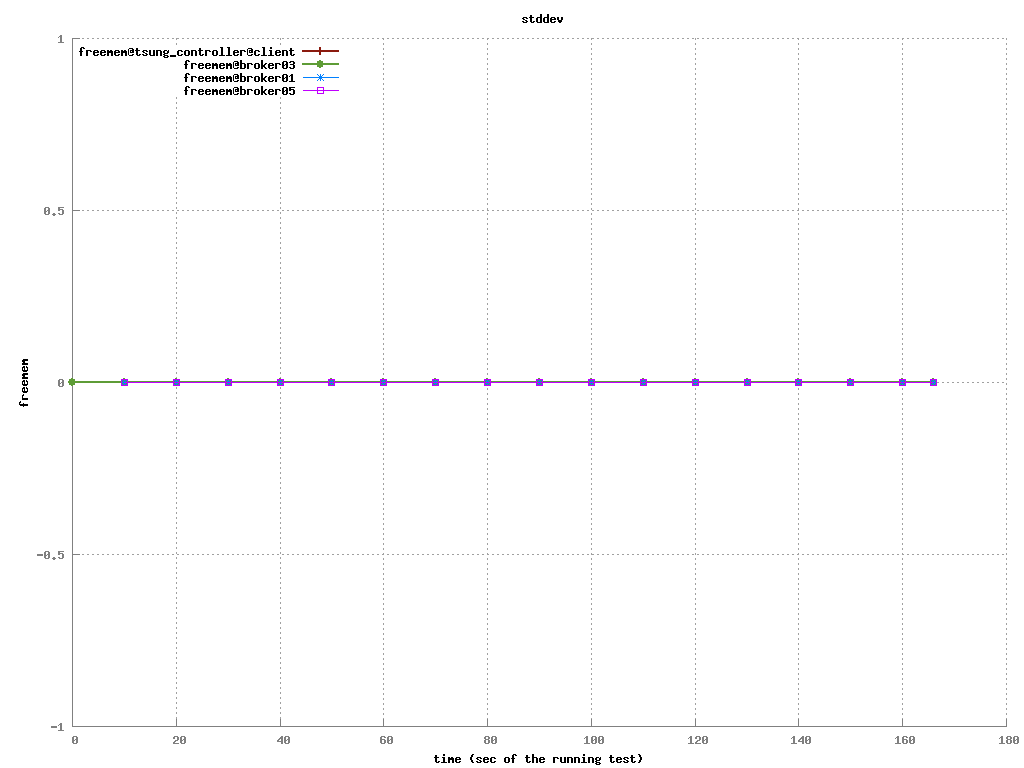 stddev
1
freemem@tsung_controller@client
freemem@broker03
freemem@broker01
freemem@broker05
0.5
0
-0.5
-1
freemem
0 20 40 60 80 100 120 140 160 180
time (sec of the running test)